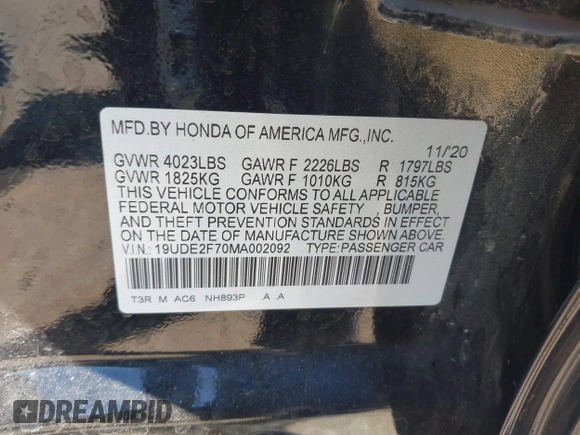 MFD.BY HONDA OF AMERICA MFG.,INC.
11/20
GVWR 4023LBS GAWR F 2226LBS R 1797LBS
GVWR 1825KG GAWR F 1010KG R 815KG
THIS VEHICLE CONFORMS TO ALL APPLICABLE
FEDERAL MOTOR VEHICLE SAFETY , BUMPER,
AND THEFT PREVENTION STANDARDS IN EFFECT
ON THE DATE OF MANUFACTURE SHOWN ABOVE.
V.I.N.: 19UDE2F70MA002092 TYPE:PASSENGER CAR
T3R M AC6 NH893P .A .A
DREAMBID